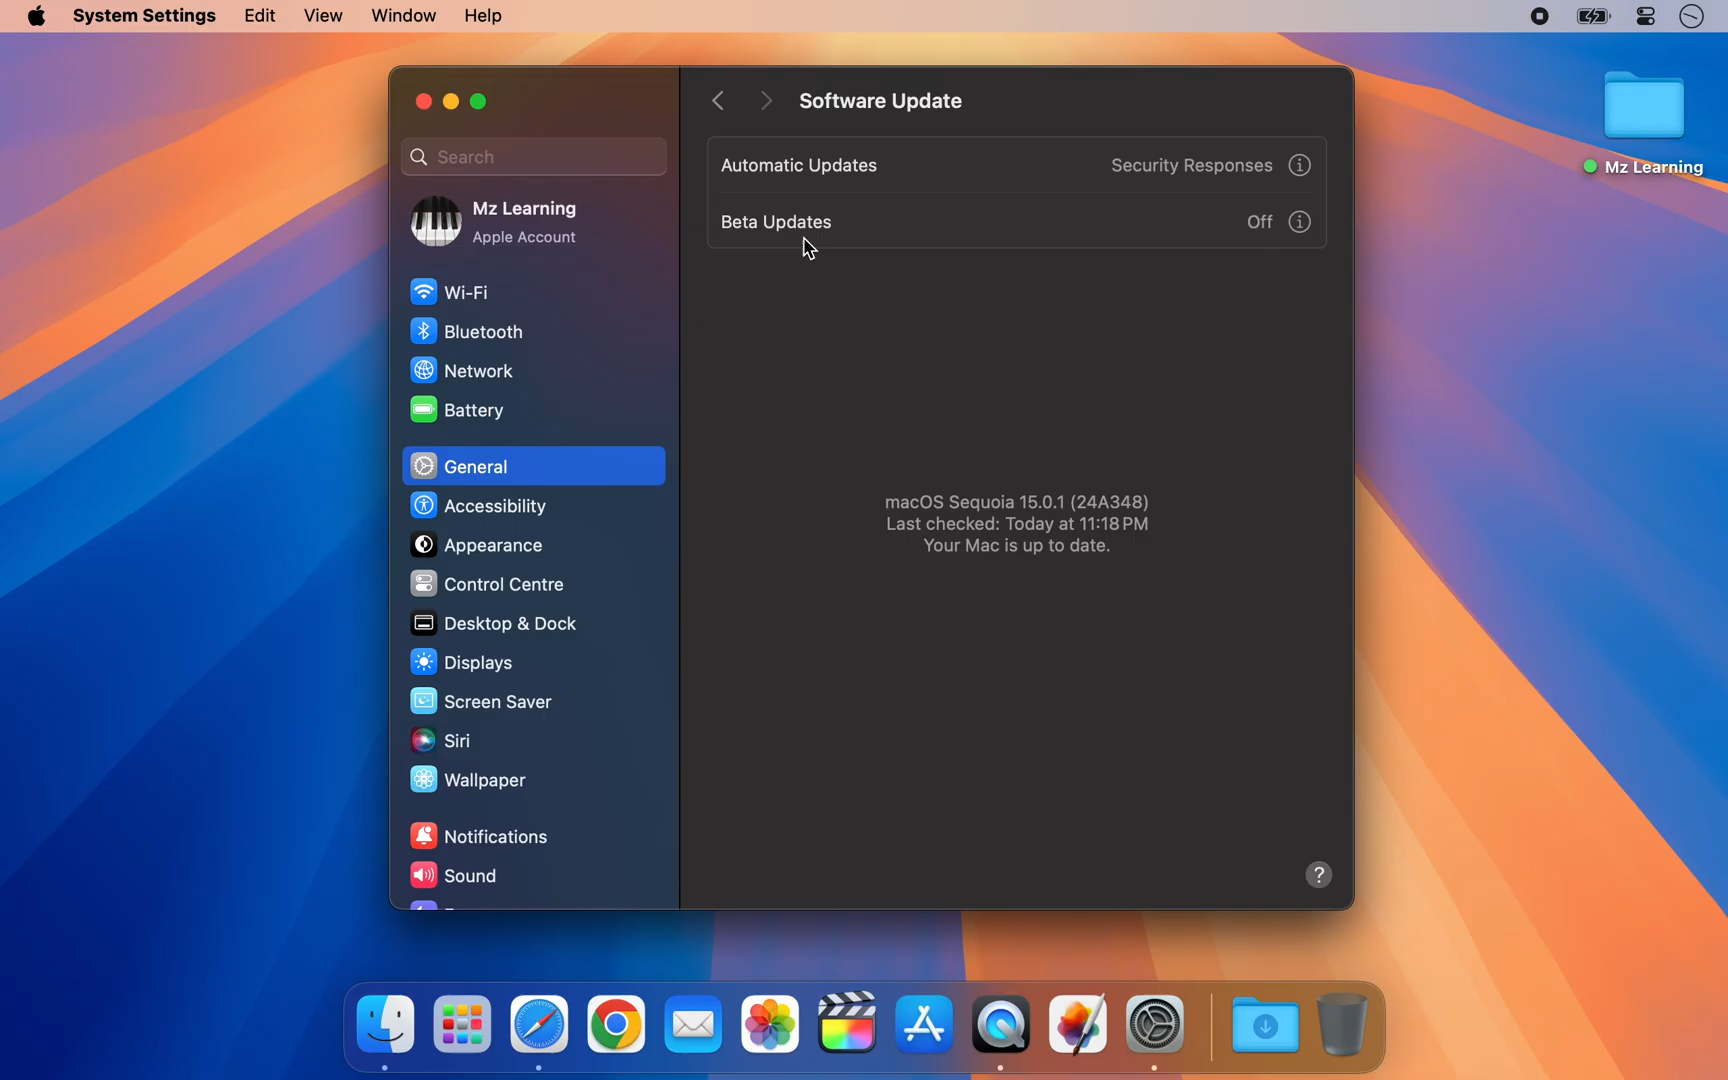 System Settings Edit View Window Help
Software Update
Search
Automatic Updates Security Responses
Mz Learning
Mz Learning
Apple Account
Beta Updates Off
Wi-Fi
Bluetooth
Network
Battery
General
Accessibility
Appearance
Control Centre
Desktop & Dock
Displays
Screen Saver
Siri
Wallpaper
Notifications
Sound
macOS Sequoia 15.0.1 (24A348)
Last checked: Today at 11:18 PM
Your Mac is up to date.
?